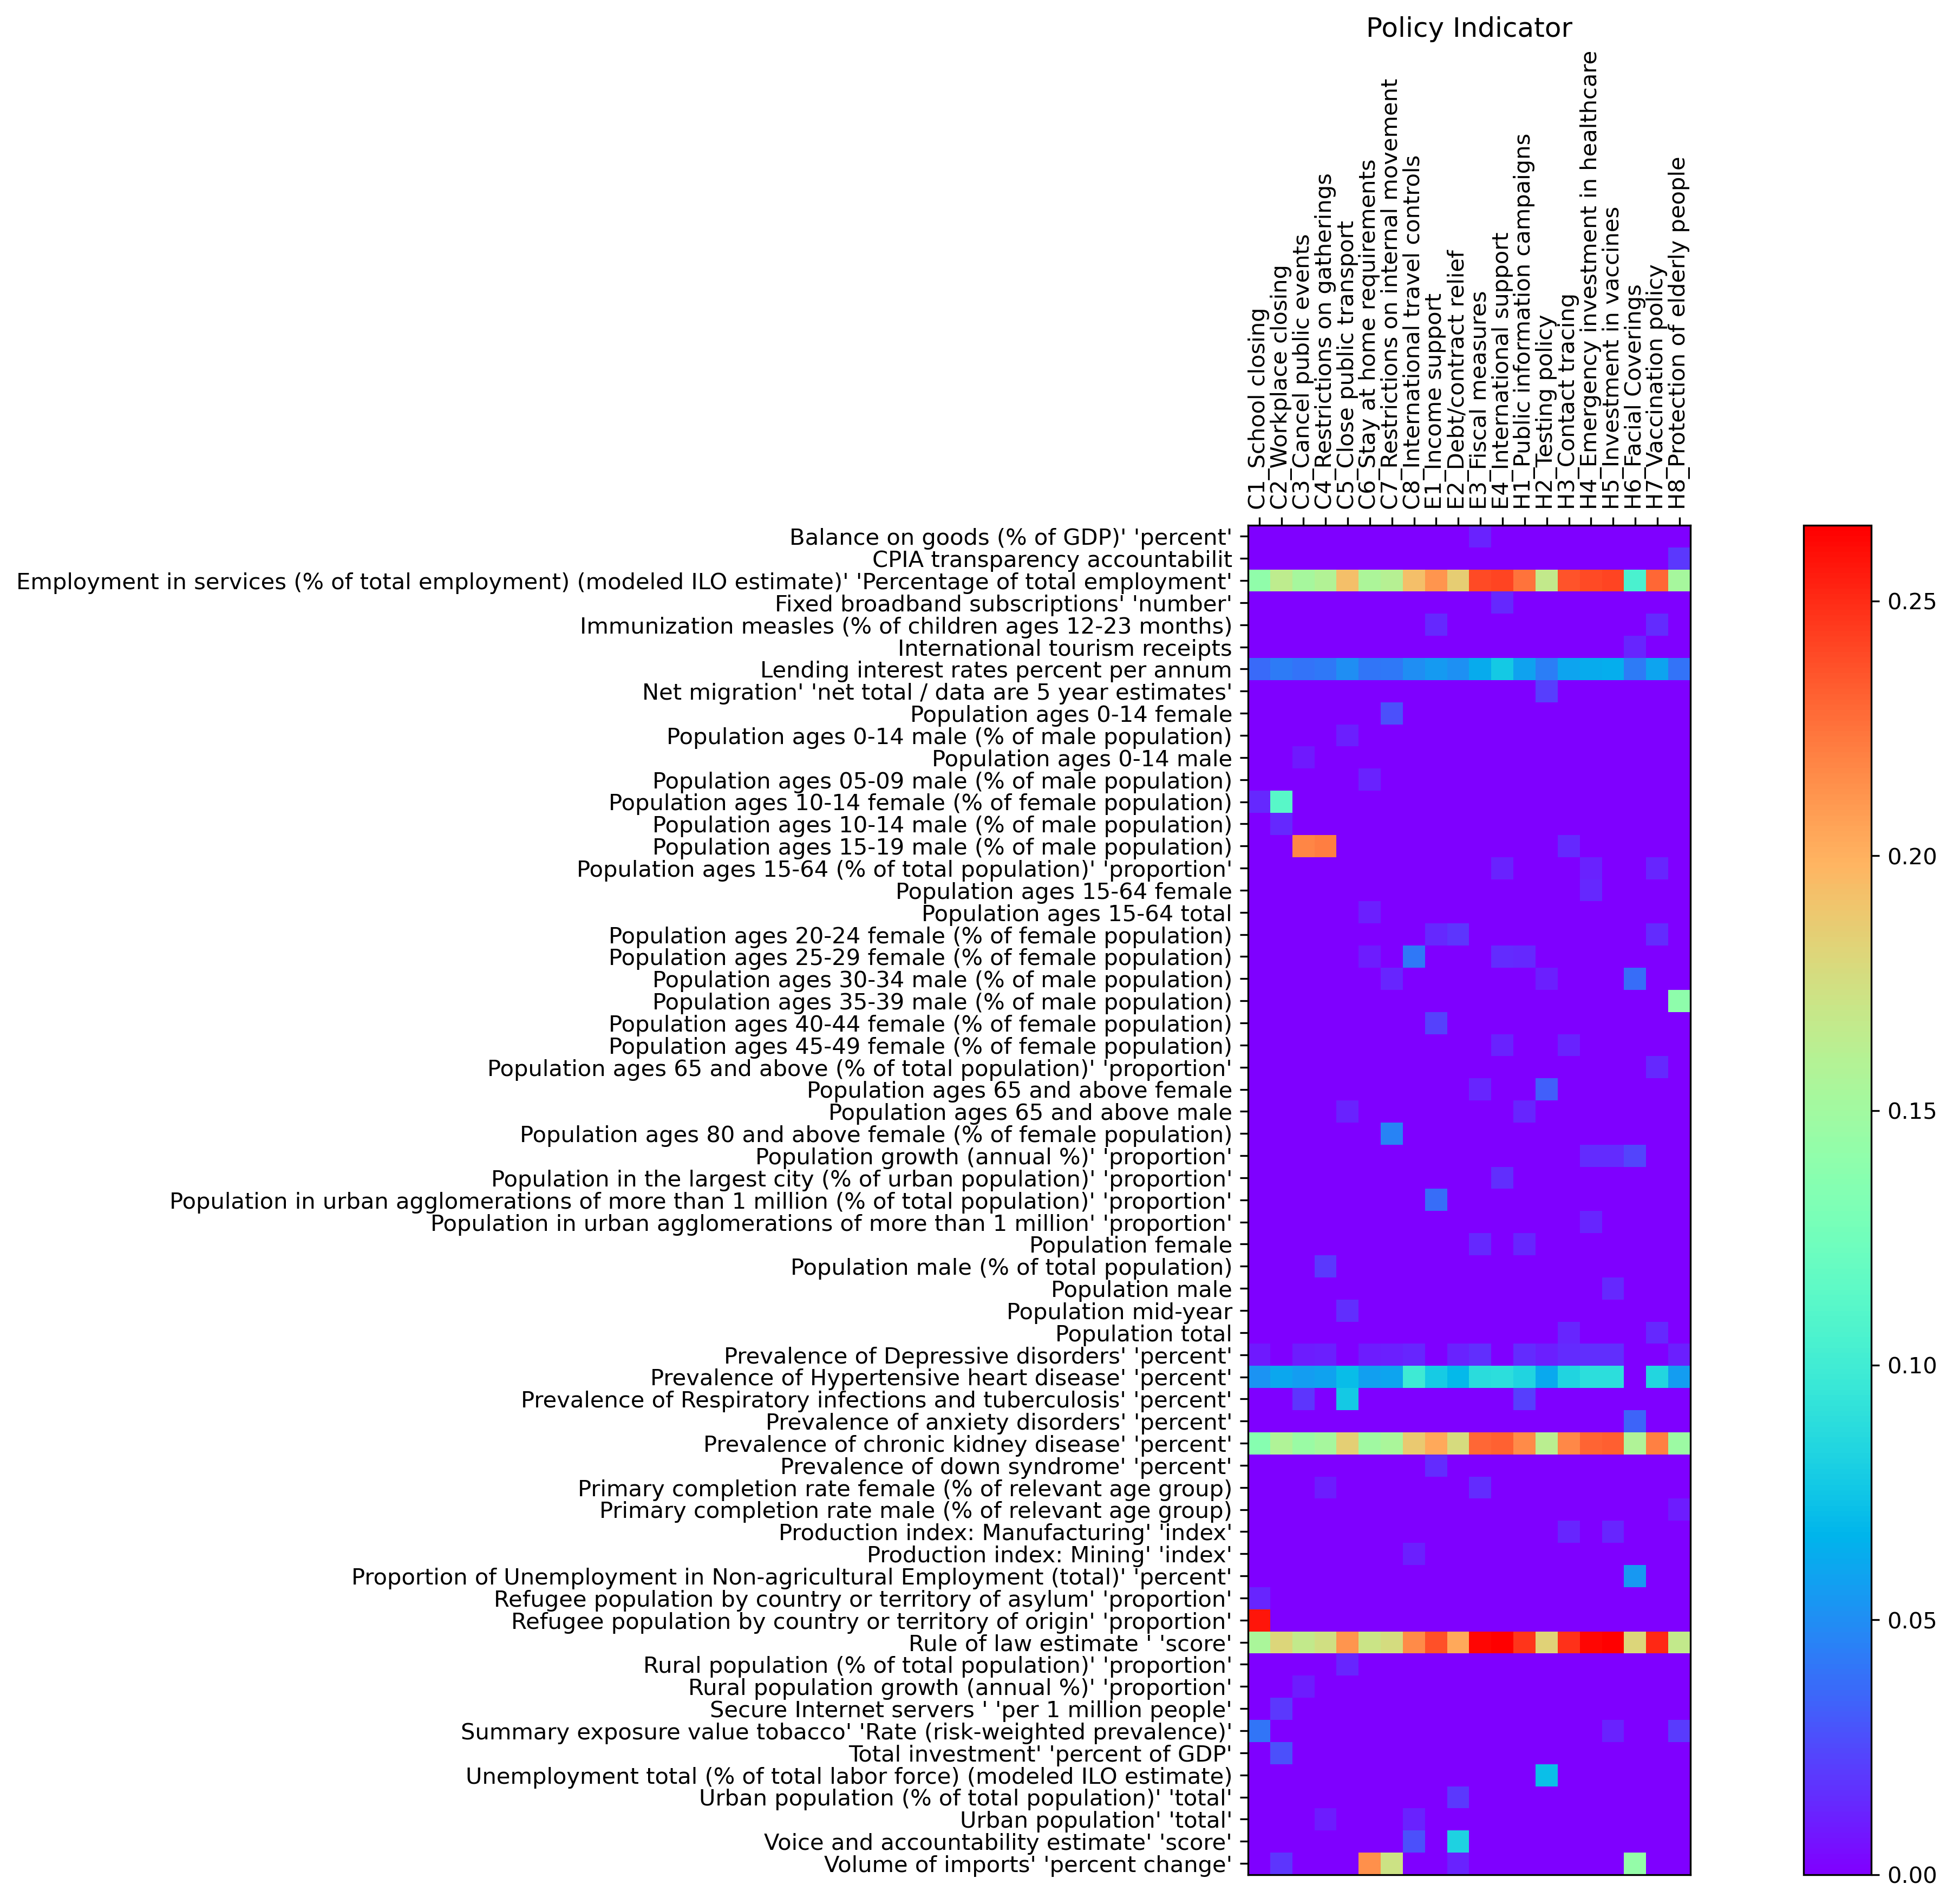 Policy Indicator
C1_School closing
C2_Workplace closing
C3_Cancel public events
C4_Restrictions on gatherings
C5_Close public transport
C6_Stay at home requirements
C7_Restrictions on internal movement
C8_International travel controls
E1_Income support
E2_Debt/contract relief
E3_Fiscal measures
E4_International support
H1_Public information campaigns
H2_Testing policy
H3_Contact tracing
H4_Emergency investment in healthcare
H5_Investment in vaccines
H6_Facial Coverings
H7_Vaccination policy
H8_Protection of elderly people
Balance on goods (% of GDP)' 'percent'
CPIA transparency accountabilit
Employment in services (% of total employment) (modeled ILO estimate)' 'Percentage of total employment'
Fixed broadband subscriptions' 'number'
Immunization measles (% of children ages 12-23 months)
International tourism receipts
Lending interest rates percent per annum
Net migration' 'net total / data are 5 year estimates'
Population ages 0-14 female
Population ages 0-14 male (% of male population)
Population ages 0-14 male
Population ages 05-09 male (% of male population)
Population ages 10-14 female (% of female population)
Population ages 10-14 male (% of male population)
Population ages 15-19 male (% of male population)
Population ages 15-64 (% of total population)' 'proportion'
Population ages 15-64 female
Population ages 15-64 total
Population ages 20-24 female (% of female population)
Population ages 25-29 female (% of female population)
Population ages 30-34 male (% of male population)
Population ages 35-39 male (% of male population)
Population ages 40-44 female (% of female population)
Population ages 45-49 female (% of female population)
Population ages 65 and above (% of total population)' 'proportion'
Population ages 65 and above female
Population ages 65 and above male
Population ages 80 and above female (% of female population)
Population growth (annual %)' 'proportion'
Population in the largest city (% of urban population)' 'proportion'
Population in urban agglomerations of more than 1 million (% of total population)' 'proportion'
Population in urban agglomerations of more than 1 million' 'proportion'
Population female
Population male (% of total population)
Population male
Population mid-year
Population total
Prevalence of Depressive disorders' 'percent'
Prevalence of Hypertensive heart disease' 'percent'
Prevalence of Respiratory infections and tuberculosis' 'percent'
Prevalence of anxiety disorders' 'percent'
Prevalence of chronic kidney disease' 'percent'
Prevalence of down syndrome' 'percent'
Primary completion rate female (% of relevant age group)
Primary completion rate male (% of relevant age group)
Production index: Manufacturing' 'index'
Production index: Mining' 'index'
Proportion of Unemployment in Non-agricultural Employment (total)' 'percent'
Refugee population by country or territory of asylum' 'proportion'
Refugee population by country or territory of origin' 'proportion'
Rule of law estimate ' 'score'
Rural population (% of total population)' 'proportion'
Rural population growth (annual %)' 'proportion'
Secure Internet servers ' 'per 1 million people'
Summary exposure value tobacco' 'Rate (risk-weighted prevalence)'
Total investment' 'percent of GDP'
Unemployment total (% of total labor force) (modeled ILO estimate)
Urban population (% of total population)' 'total'
Urban population' 'total'
Voice and accountability estimate' 'score'
Volume of imports' 'percent change'
0.25
0.20
0.15
0.10
0.05
0.00